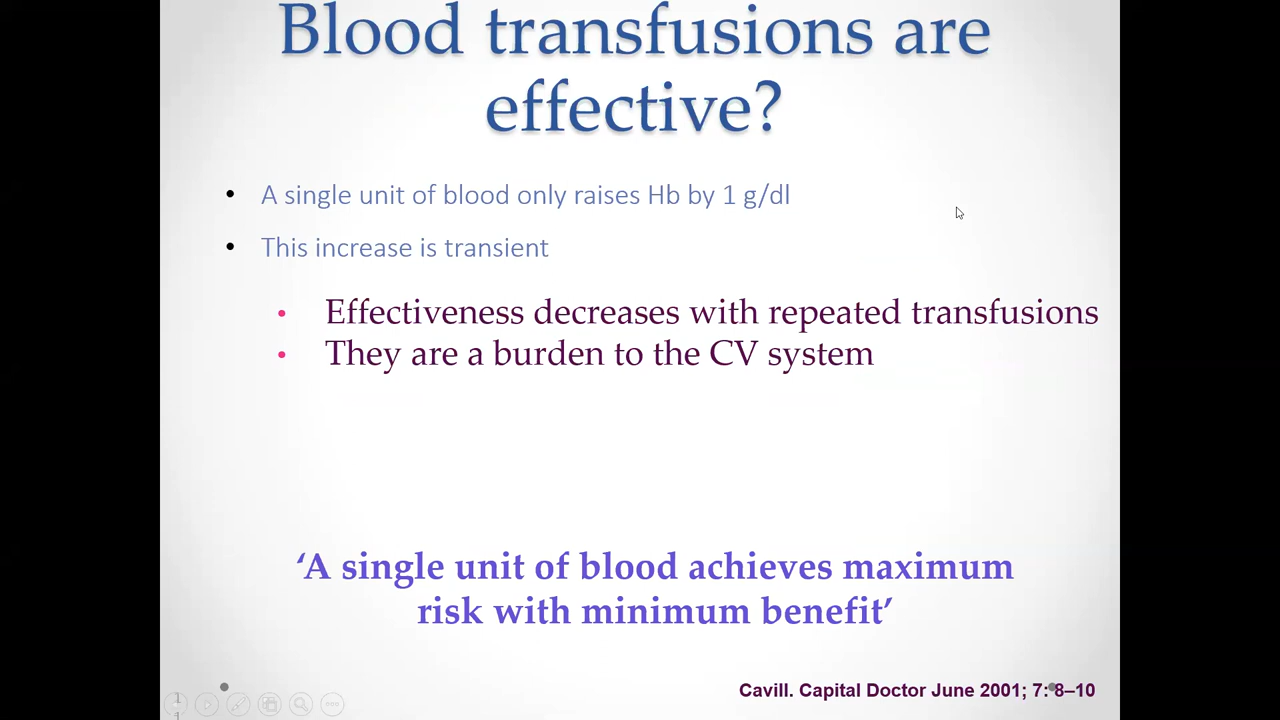 Blood transfusions are
effective?
• A single unit of blood only raises Hb by 1 g/dl
• This increase is transient
• Effectiveness decreases with repeated transfusions
• They are a burden to the CV system
‘A single unit of blood achieves maximum
risk with minimum benefit’
Cavill. Capital Doctor June 2001; 7: 8–10